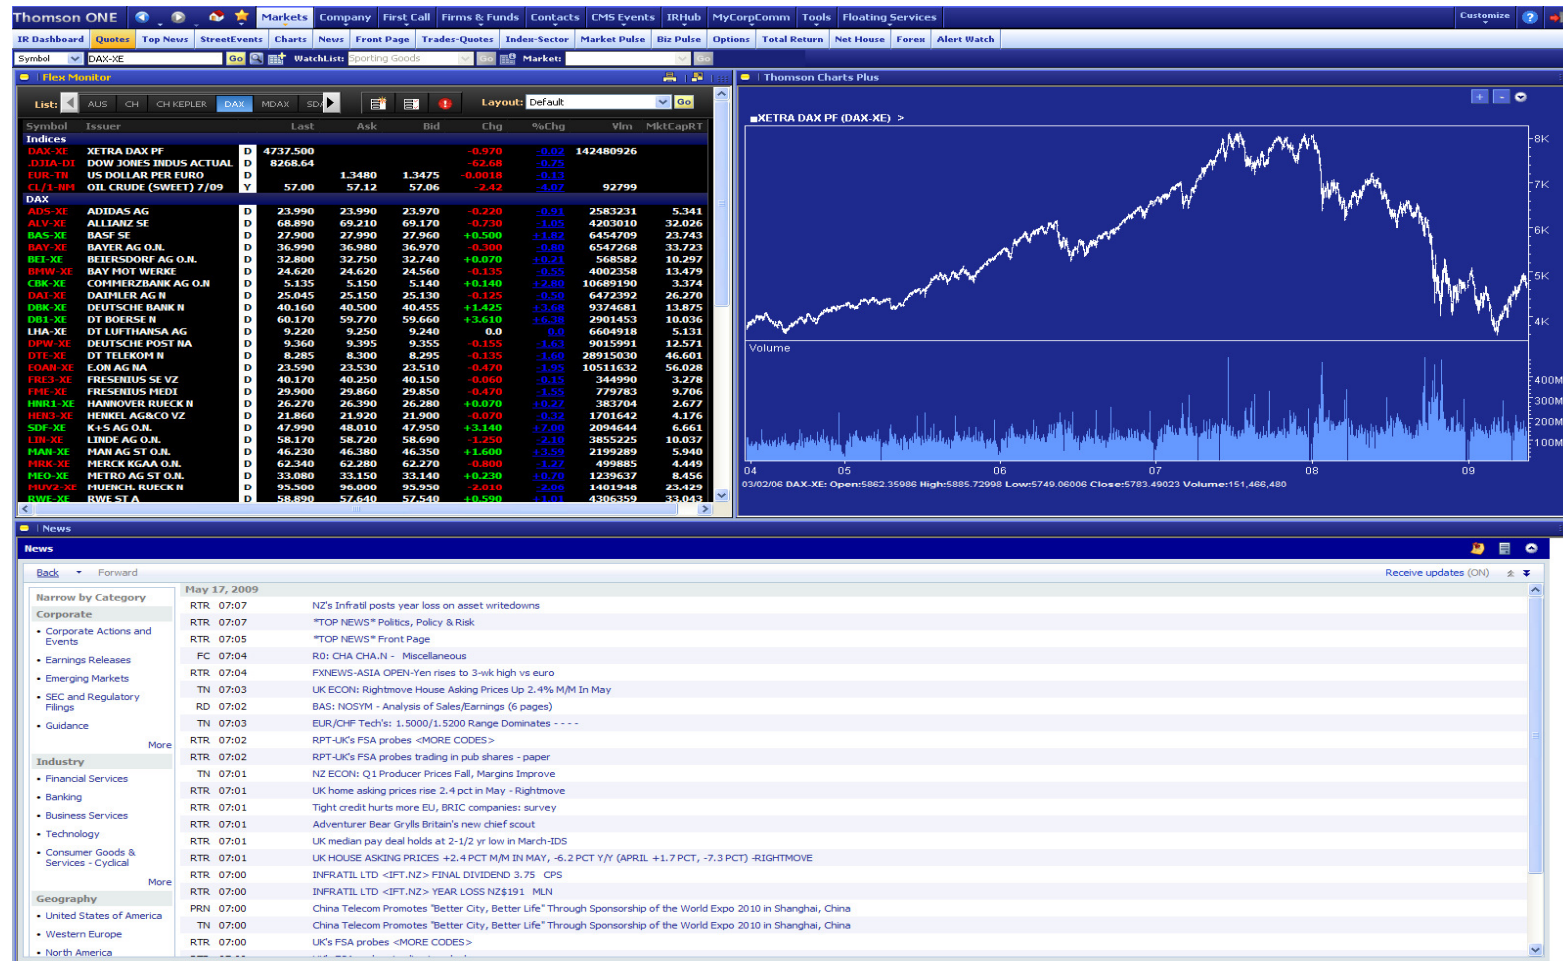 Thomson ONE Markets Company First Call Firms & Funds Contacts CMS Events IRHub MyCorpComm Tools Floating Services Customize
IR Dashboard Quotes Top News StreetEvents Charts News Front Page Trades-Quotes Index-Sector Market Pulse Biz Pulse Options Total Return Net House Forex Alert Watch
Symbol DAX-XE Go WatchList: Sporting Goods Go Market: Go
Flex Monitor
List: AUS CH CH KEPLER DAX MDAX Layout: Default Go
Symbol Issuer Last Ask Bid Chg %Chg Vlm MktCapRT
Indices
DAX-XE XETRA DAX PF D 4737.500 -0.970 -0.02 142480926
.DJIA-DI DOW JONES INDUS ACTUAL D 8268.64 -62.68 -0.75
EUR-TN US DOLLAR PER EURO D 1.3480 1.3475 -0.0018 -0.13
CL/1-NM OIL CRUDE (SWEET) 7/09 Y 57.00 57.12 57.06 -2.42 -4.07 92799
DAX
ADS-XE ADIDAS AG D 23.990 23.990 23.970 -0.220 -0.91 2583231 5.341
ALV-XE ALLIANZ SE D 68.890 69.210 69.170 -0.730 -1.05 4203010 32.026
BAS-XE BASF SE D 27.900 27.990 27.960 +0.500 +1.82 6454709 23.743
BAY-XE BAYER AG O.N. D 36.990 36.980 36.970 -0.300 -0.80 6547268 33.723
BEI-XE BEIERSDORF AG O.N. D 32.800 32.750 32.740 +0.070 +0.21 568582 10.297
BMW-XE BAY MOT WERKE D 24.620 24.620 24.560 -0.135 -0.55 4002358 13.479
CBK-XE COMMERZBANK AG O.N D 5.135 5.150 5.140 +0.140 +2.80 10689190 3.374
DAI-XE DAIMLER AG N D 25.045 25.150 25.130 -0.125 -0.50 6472392 26.270
DBK-XE DEUTSCHE BANK N D 40.160 40.500 40.455 +1.425 +3.68 9374681 13.875
DB1-XE DT BOERSE N D 60.170 59.770 59.660 +3.610 +6.38 2901453 10.036
LHA-XE DT LUFTHANSA AG D 9.220 9.250 9.240 0.0 0.0 6604918 5.131
DPW-XE DEUTSCHE POST NA D 9.360 9.395 9.355 -0.155 -1.63 9015991 12.571
DTE-XE DT TELEKOM N D 8.285 8.300 8.295 -0.135 -1.60 28915030 46.601
EOAN-XE E.ON AG NA D 23.590 23.530 23.510 -0.470 -1.95 10511632 56.028
FRE3-XE FRESENIUS SE VZ D 40.170 40.250 40.150 -0.060 -0.15 344990 3.278
FME-XE FRESENIUS MEDI D 29.900 29.860 29.850 -0.470 -1.55 779783 9.706
HNR1-XE HANNOVER RUECK N D 26.270 26.390 26.280 +0.070 +0.27 383704 2.677
HEN3-XE HENKEL AG&CO VZ D 21.860 21.920 21.900 -0.070 -0.32 1701642 4.176
SDF-XE K+S AG O.N. D 47.990 48.010 47.950 +3.140 +7.00 2094644 6.661
LIN-XE LINDE AG O.N. D 58.170 58.720 58.690 -1.250 -2.10 3855225 10.037
MAN-XE MAN AG ST O.N. D 46.230 46.380 46.350 +1.600 +3.59 2199289 5.940
MRK-XE MERCK KGAA O.N. D 62.340 62.280 62.270 -0.800 -1.27 499885 4.449
MEO-XE METRO AG ST O.N. D 33.080 33.150 33.140 +0.230 +0.70 1239637 8.456
MUV2-XE MUENCH. RUECK N D 95.500 96.000 95.950 -2.010 -2.06 1401948 23.429
RWE-XE RWE ST A D 58.890 57.640 57.540 +0.590 +1.01 4306359 33.043
Thomson Charts Plus
XETRA DAX PF (DAX-XE) >
8K
7K
6K
5K
4K
Volume
400M
300M
200M
100M
04 05 06 07 08 09
03/02/06 DAX-XE: Open:5862.35986 High:5885.72998 Low:5749.06006 Close:5783.49023 Volume:151,466,480
News
News
Back Forward Receive updates (ON)
Narrow by Category
Corporate
• Corporate Actions and
Events
• Earnings Releases
• Emerging Markets
• SEC and Regulatory
Filings
• Guidance
More
Industry
• Financial Services
• Banking
• Business Services
• Technology
• Consumer Goods &
Services - Cyclical
More
Geography
• United States of America
• Western Europe
• North America
May 17, 2009
RTR 07:07 NZ's Infratil posts year loss on asset writedowns
RTR 07:07 *TOP NEWS* Politics, Policy & Risk
RTR 07:05 *TOP NEWS* Front Page
FC 07:04 R0: CHA CHA.N - Miscellaneous
RTR 07:04 FXNEWS-ASIA OPEN-Yen rises to 3-wk high vs euro
TN 07:03 UK ECON: Rightmove House Asking Prices Up 2.4% M/M In May
RD 07:02 BAS: NOSYM - Analysis of Sales/Earnings (6 pages)
TN 07:03 EUR/CHF Tech's: 1.5000/1.5200 Range Dominates - - - -
RTR 07:02 RPT-UK's FSA probes <MORE CODES>
RTR 07:02 RPT-UK's FSA probes trading in pub shares - paper
TN 07:01 NZ ECON: Q1 Producer Prices Fall, Margins Improve
RTR 07:01 UK home asking prices rise 2.4 pct in May - Rightmove
RTR 07:01 Tight credit hurts more EU, BRIC companies: survey
RTR 07:01 Adventurer Bear Grylls Britain's new chief scout
RTR 07:01 UK median pay deal holds at 2-1/2 yr low in March-IDS
RTR 07:01 UK HOUSE ASKING PRICES +2.4 PCT M/M IN MAY, -6.2 PCT Y/Y (APRIL +1.7 PCT, -7.3 PCT) -RIGHTMOVE
RTR 07:00 INFRATIL LTD <IFT.NZ> FINAL DIVIDEND 3.75 CPS
RTR 07:00 INFRATIL LTD <IFT.NZ> YEAR LOSS NZ$191 MLN
PRN 07:00 China Telecom Promotes "Better City, Better Life" Through Sponsorship of the World Expo 2010 in Shanghai, China
TN 07:00 China Telecom Promotes "Better City, Better Life" Through Sponsorship of the World Expo 2010 in Shanghai, China
RTR 07:00 UK's FSA probes <MORE CODES>